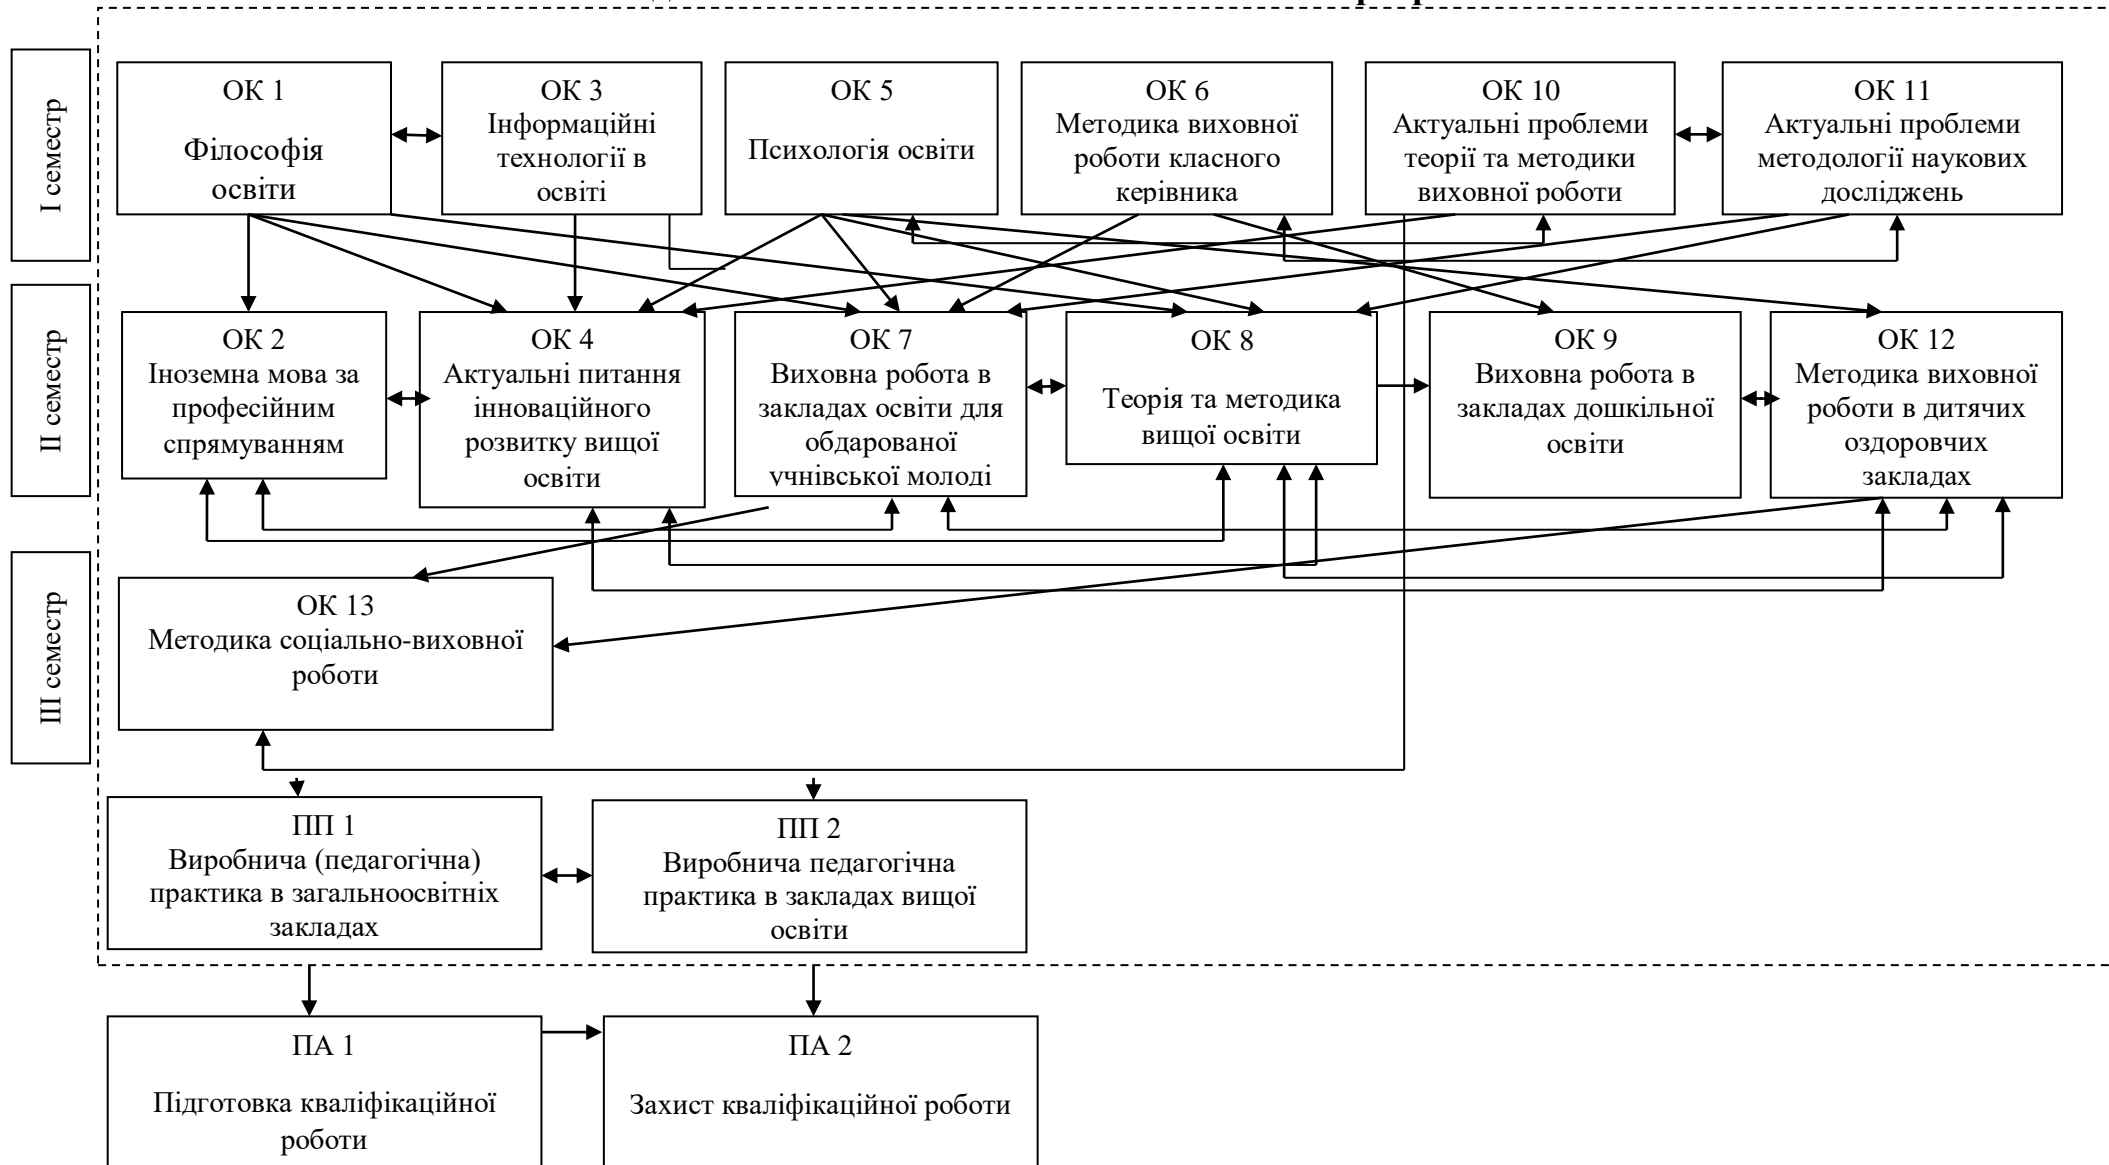 І семестр
ОК 1
Філософія
освіти
ОК 3
Інформаційні
технології в
освіті
ОК 5
Психологія освіти
ОК 6
Методика виховної
роботи класного
керівника
ОК 10
Актуальні проблеми
теорії та методики
виховної роботи
ОК 11
Актуальні проблеми
методології наукових
досліджень
ІІ семестр
ОК 2
Іноземна мова за
професійним
спрямуванням
ОК 4
Актуальні питання
інноваційного
розвитку вищої
освіти
ОК 7
Виховна робота в
закладах освіти для
обдарованої
учнівської молоді
ОК 8
Теорія та методика
вищої освіти
ОК 9
Виховна робота в
закладах дошкільної
освіти
ОК 12
Методика виховної
роботи в дитячих
оздоровчих
закладах
ІІІ семестр
ОК 13
Методика соціально-виховної
роботи
ПП 1
Виробнича (педагогічна)
практика в загальноосвітніх
закладах
ПП 2
Виробнича педагогічна
практика в закладах вищої
освіти
ПА 1
Підготовка кваліфікаційної
роботи
ПА 2
Захист кваліфікаційної роботи